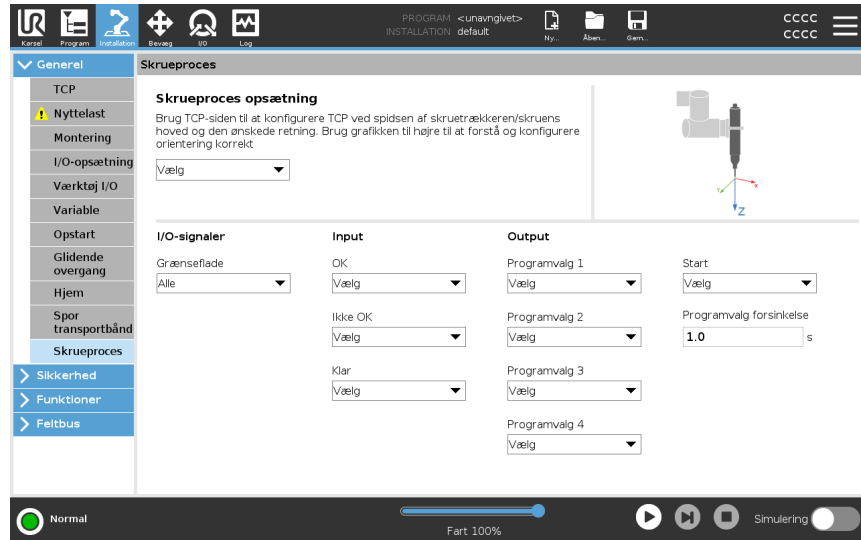 PROGRAM <unavngivet>
INSTALLATION default
CCCC
CCCC
Kørsel
Program
Installation
Bevæg
I/O
Log
Ny...
Åben...
Gem...
Generel
TCP
Nyttelast
Montering
I/O-opsætning
Værktøj I/O
Variable
Opstart
Glidende
overgang
Hjem
Spor
transportbånd
Skrueproces
Sikkerhed
Funktioner
Feltbus
Skrueproces
Skrueproces opsætning
Brug TCP-siden til at konfigurere TCP ved spidsen af skruetrækkeren/skruens
hoved og den ønskede retning. Brug grafikken til højre til at forstå og konfigurere
orientering korrekt
Vælg
Y
X
Z
I/O-signaler
Grænseflade
Alle
Input
OK
Vælg
Ikke OK
Vælg
Klar
Vælg
Output
Programvalg 1
Vælg
Programvalg 2
Vælg
Programvalg 3
Vælg
Programvalg 4
Vælg
Start
Vælg
Programvalg forsinkelse
1.0 s
Normal
Fart 100%
Simulering